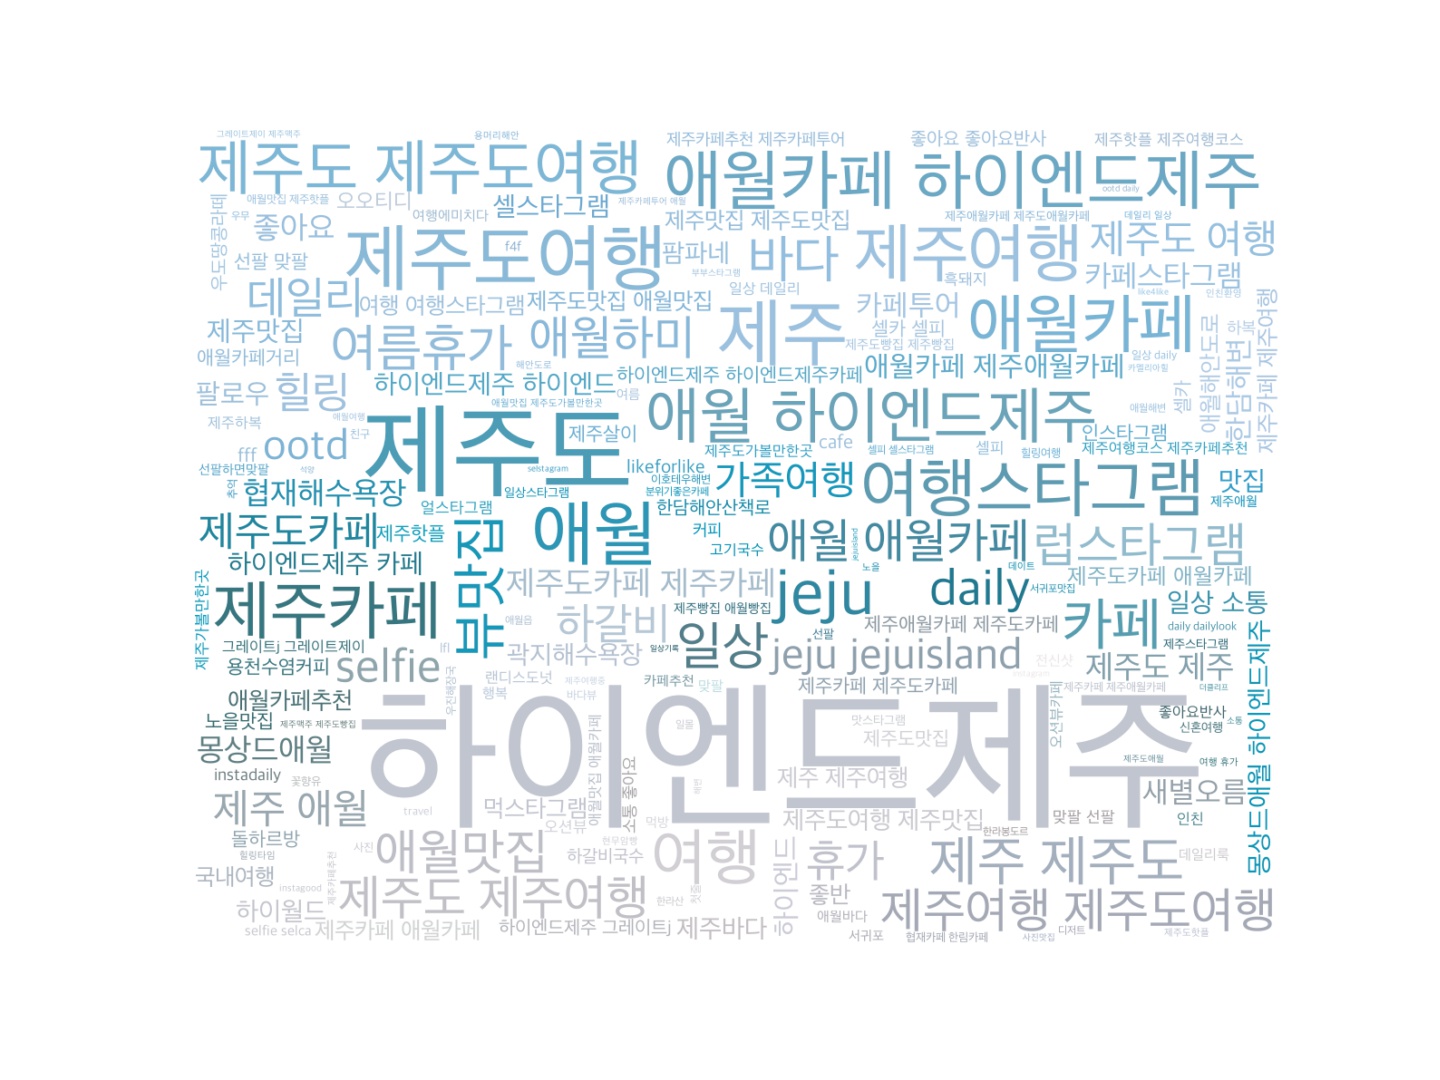 그레이트제이 제주맥주
용머리해안
제주카페추천 제주카페투어
좋아요 좋아요반사
제주핫플 제주여행코스
제주도 제주도여행
애월카페 하이엔드제주
ootd daily
애월맛집 제주핫플
오오티디
셀스타그램
제주카페투어 애월
우무
우도땅콩라떼
좋아요
여행에미치다
제주맛집 제주도맛집
제주애월카페 제주도애월카페
데일리 일상
제주도여행
f4f
팜파네
바다
제주여행
제주도 여행
선팔 맞팔
부부스타그램
흑돼지
카페스타그램
데일리
여행 여행스타그램
제주도맛집 애월맛집
일상 데일리
카페투어
like4like
인친환영
제주맛집
여름휴가
애월하미
제주
셀카 셀피
애월카페
제주도빵집 제주빵집
애월해안도로
하복
제주카페 제주여행
애월카페거리
해안도로
하이엔드제주 하이엔드
하이엔드제주 하이엔드제주카페
애월카페 제주애월카페
일상 daily
카멜리아힐
팔로우
힐링
여름
애월맛집 제주도가볼만한곳
애월 하이엔드제주
셀카
애월해변
한담해변
제주하복
애월여행
ootd
친구
제주도
제주살이
cafe
인스타그램
fff
제주도가볼만한곳
셀피 셀스타그램
셀피
힐링여행
제주여행코스 제주카페추천
선팔하면맞팔
석양
selstagram
likeforlike
가족여행
여행스타그램
맛집
추억
협재해수욕장
일상스타그램
이호테우해변
분위기좋은카페
제주애월
얼스타그램
한담해안산책로
제주도카페
제주핫플
뷰맛집
애월
커피
고기국수
애월 애월카페
럽스타그램
하이엔드제주 카페
노을
데이트
제주가볼만한곳
제주도카페 제주카페
jeju
daily
서귀포맛집
제주도카페 애월카페
제주카페
애월읍
하갈비
제주빵집 애월빵집
카페
일상 소통
일상
선팔
제주애월카페 제주도카페
daily dailylook
그레이트j 그레이트제이
lfl
일상기록
제주스타그램
용천수염커피
selfie
곽지해수욕장
jeju jejuisland
전신샷
제주도 제주
우진해장국
랜디스도넛
제주여행중
카페추천
맞팔
제주카페 제주도카페
instagram
제주카페 제주애월카페
더클리프
애월카페추천
행복
바다뷰
오션뷰카페
좋아요반사
노을맛집
제주맥주 제주도빵집
하이엔드제주
일몰
맛스타그램
신혼여행
소통
몽상드애월
제주도맛집
제주도애월
여행 휴가
몽상드애월 하이엔드제주
instadaily
꽃향유
애월맛집 애월카페
소통 좋아요
제주 제주여행
새별오름
제주 애월
travel
먹스타그램
오션뷰
먹방
제주도여행 제주맛집
맞팔 선팔
인친
돌하르방
사진
애월맛집
현무암빵
한라봉도르
힐링타임
하갈비국수
여행
하이엔드
휴가
제주 제주도
데일리룩
국내여행
instagood
제주카페추천
제주도 제주여행
한라산
좋반
제주여행 제주도여행
하이월드
애월바다
selfie selca
제주카페 애월카페
하이엔드제주 그레이트j
제주바다
서귀포
협재카페 한림카페
사진맛집
디저트
제주도핫플